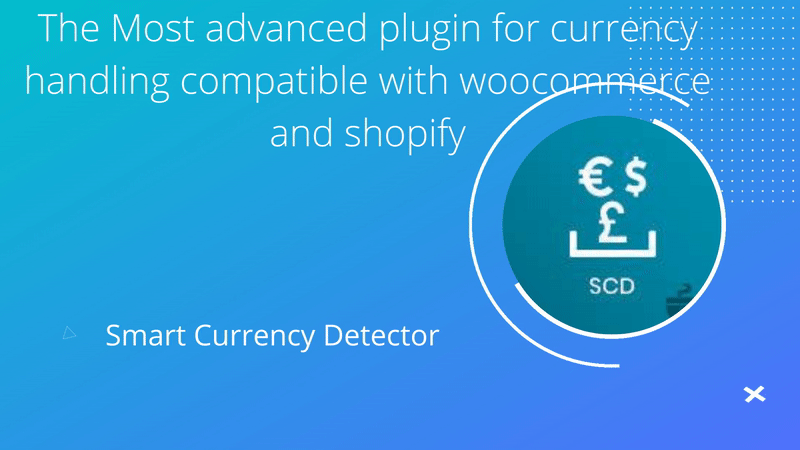 The Most advanced plugin for currency
handling compatible with woocommerce
and shopify
€ $
£
SCD
Smart Currency Detector